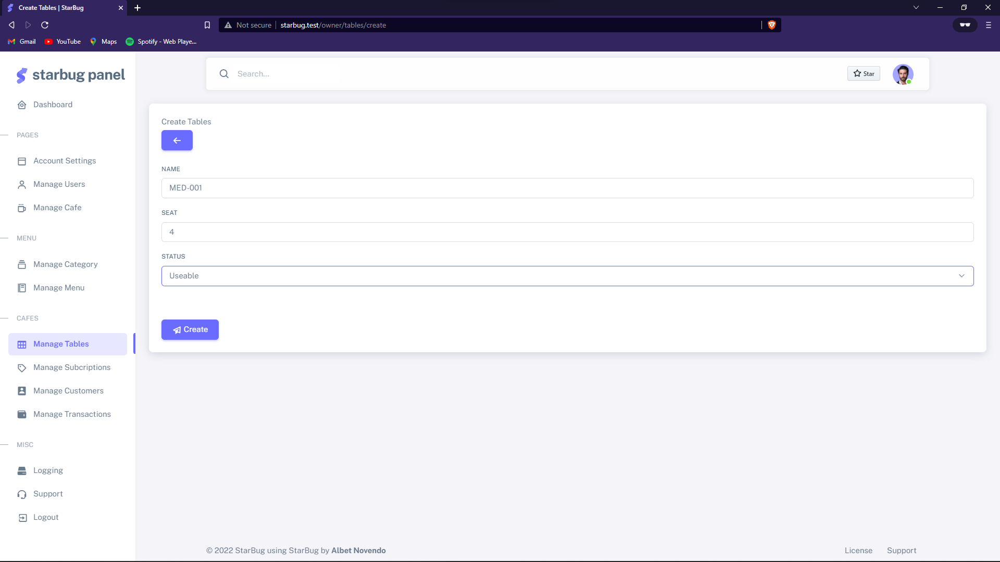 Create Tables | StarBug
Not secure
starbug.test/owner/tables/create
Gmail
YouTube
Maps
Spotify - Web Playe...
starbug panel
Dashboard
PAGES
Account Settings
Manage Users
Manage Cafe
MENU
Manage Category
Manage Menu
CAFES
Manage Tables
Manage Subcriptions
Manage Customers
Manage Transactions
MISC
Logging
Support
Logout
Search...
Star
Create Tables
NAME
MED-001
SEAT
4
STATUS
Useable
Create
© 2022 StarBug using StarBug by Albet Novendo
License
Support